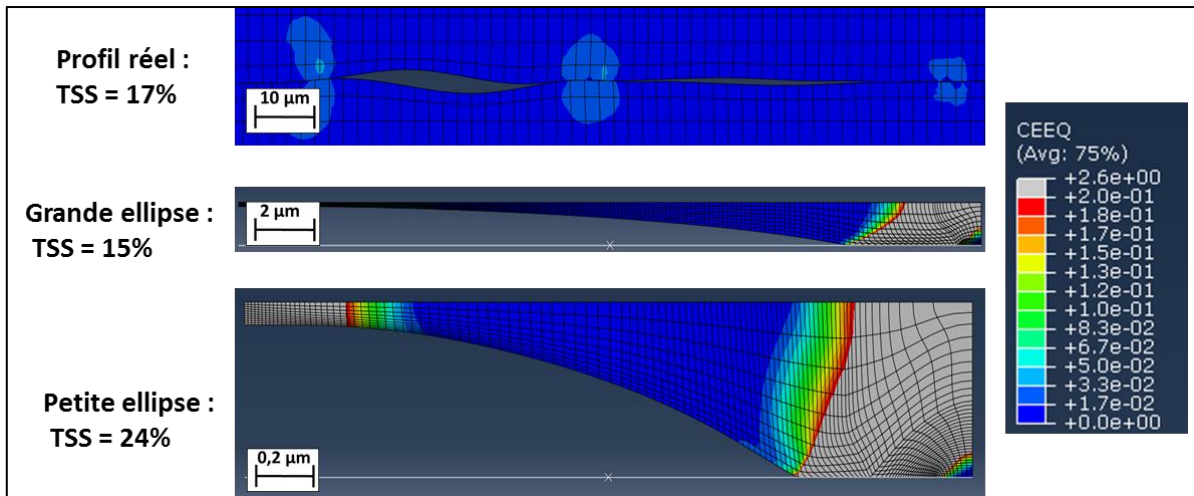 Profil réel :
TSS = 17%
10 µm
Grande ellipse :
TSS = 15%
2 µm
Petite ellipse :
TSS = 24%
0,2 µm
CEEQ
(Avg: 75%)
+2.6e+00
+2.0e-01
+1.8e-01
+1.7e-01
+1.5e-01
+1.3e-01
+1.2e-01
+1.0e-01
+8.3e-02
+6.7e-02
+5.0e-02
+3.3e-02
+1.7e-02
+0.0e+00